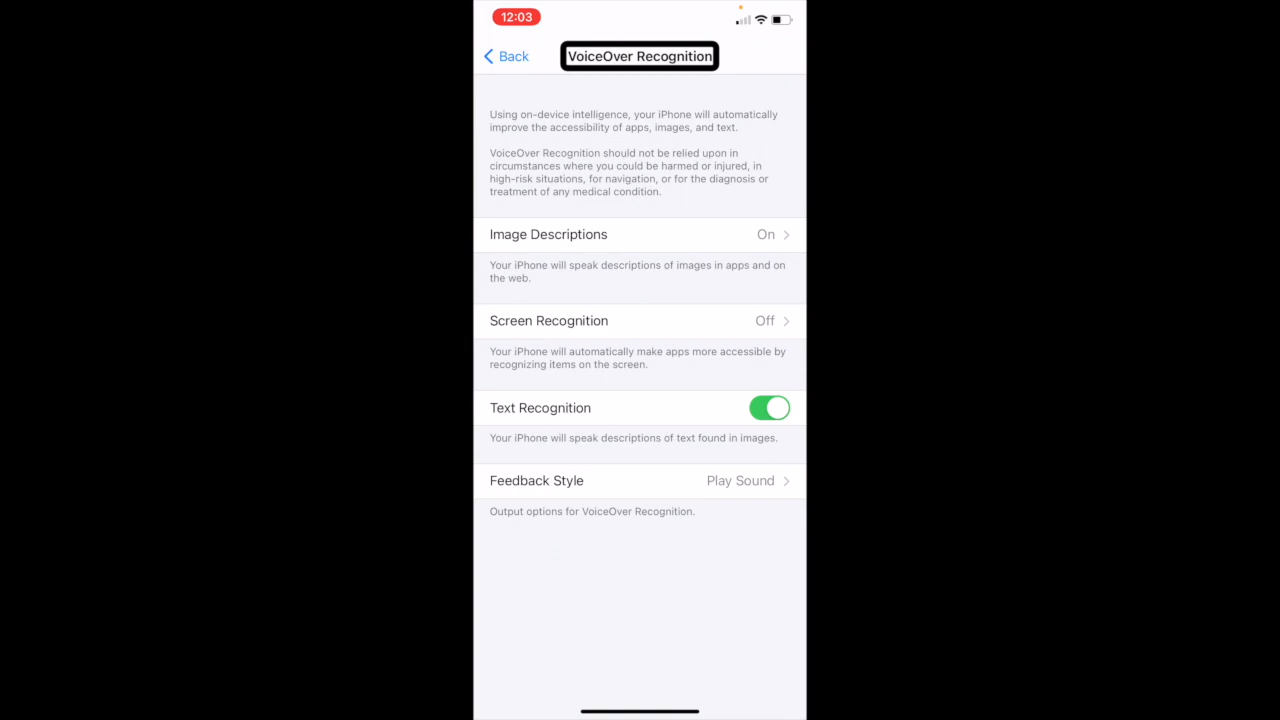 12:03
Back
VoiceOver Recognition
Using on-device intelligence, your iPhone will automatically
improve the accessibility of apps, images, and text.
VoiceOver Recognition should not be relied upon in
circumstances where you could be harmed or injured, in
high-risk situations, for navigation, or for the diagnosis or
treatment of any medical condition.
Image Descriptions On
Your iPhone will speak descriptions of images in apps and on
the web.
Screen Recognition Off
Your iPhone will automatically make apps more accessible by
recognizing items on the screen.
Text Recognition
Your iPhone will speak descriptions of text found in images.
Feedback Style Play Sound
Output options for VoiceOver Recognition.